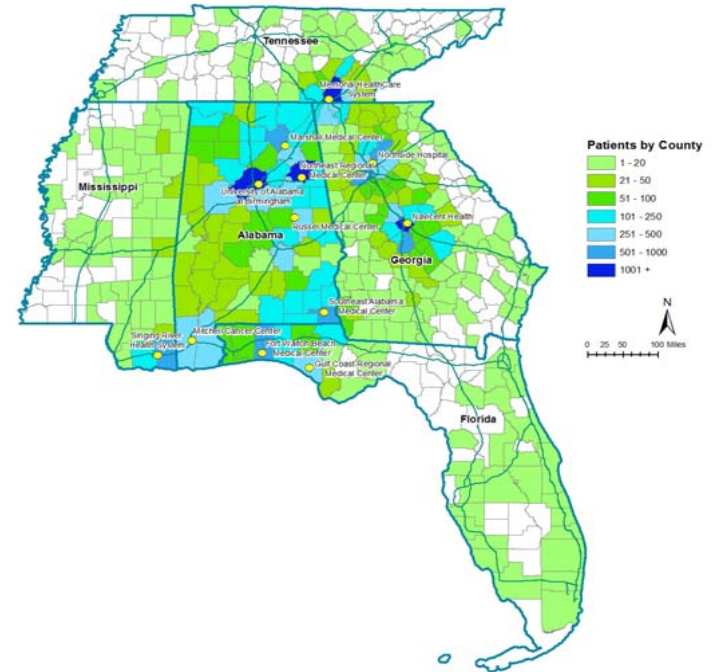 Tennessee
Memorial HealthCare
System
Marshall Medical Center
Northeast Regional
Medical Center
Northside Hospital
Mississippi
University of Alabama
at Birmingham
Russel Medical Center
Navicent Health
Alabama
Georgia
Southeast Alabama
Medical Center
Singing River
Health System
Mitchel Cancer Center
Fort Walton Beach
Medical Center
Gulf Coast Regional
Medical Center
Florida
Patients by County
1 - 20
21 - 50
51 - 100
101 - 250
251 - 500
501 - 1000
1001 +
N
0 25 50 100 Miles